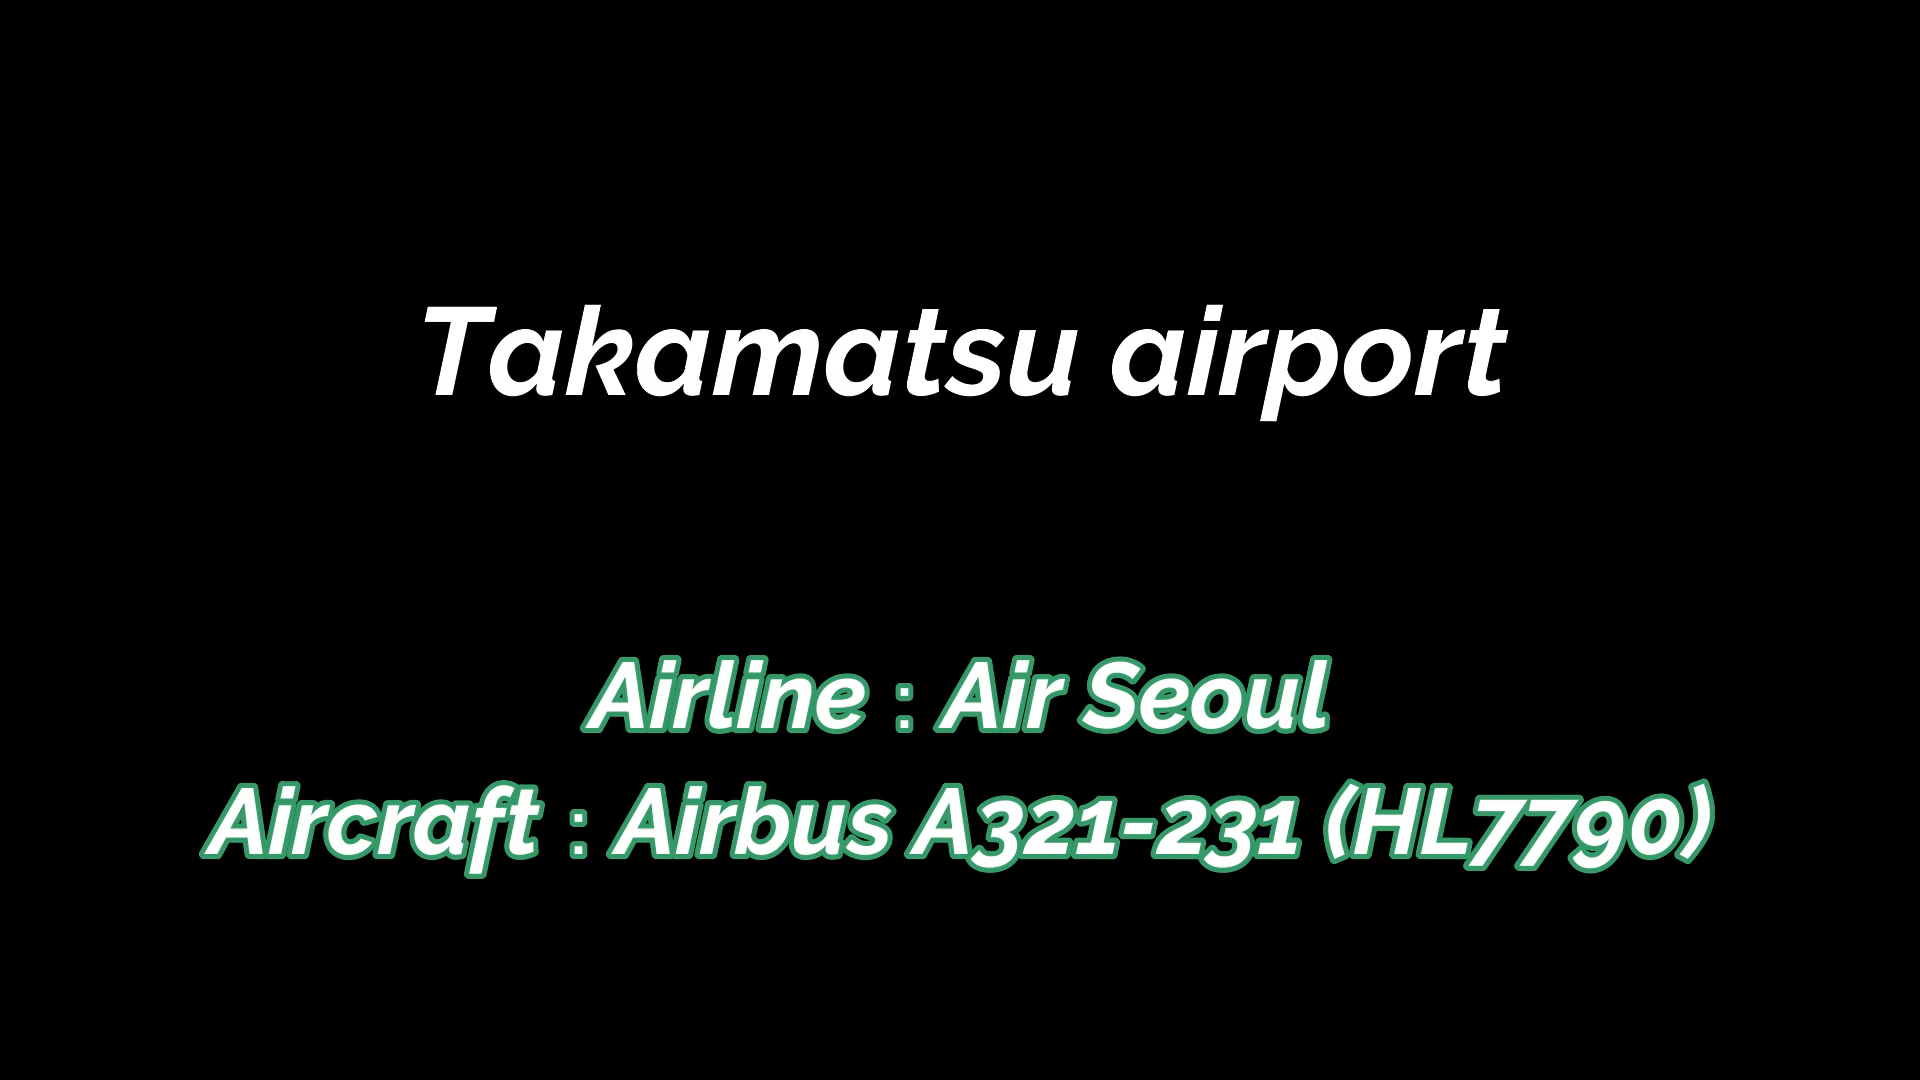 Takamatsu airport
Airline : Air Seoul
Aircraft : Airbus A321-231 (HL7790)